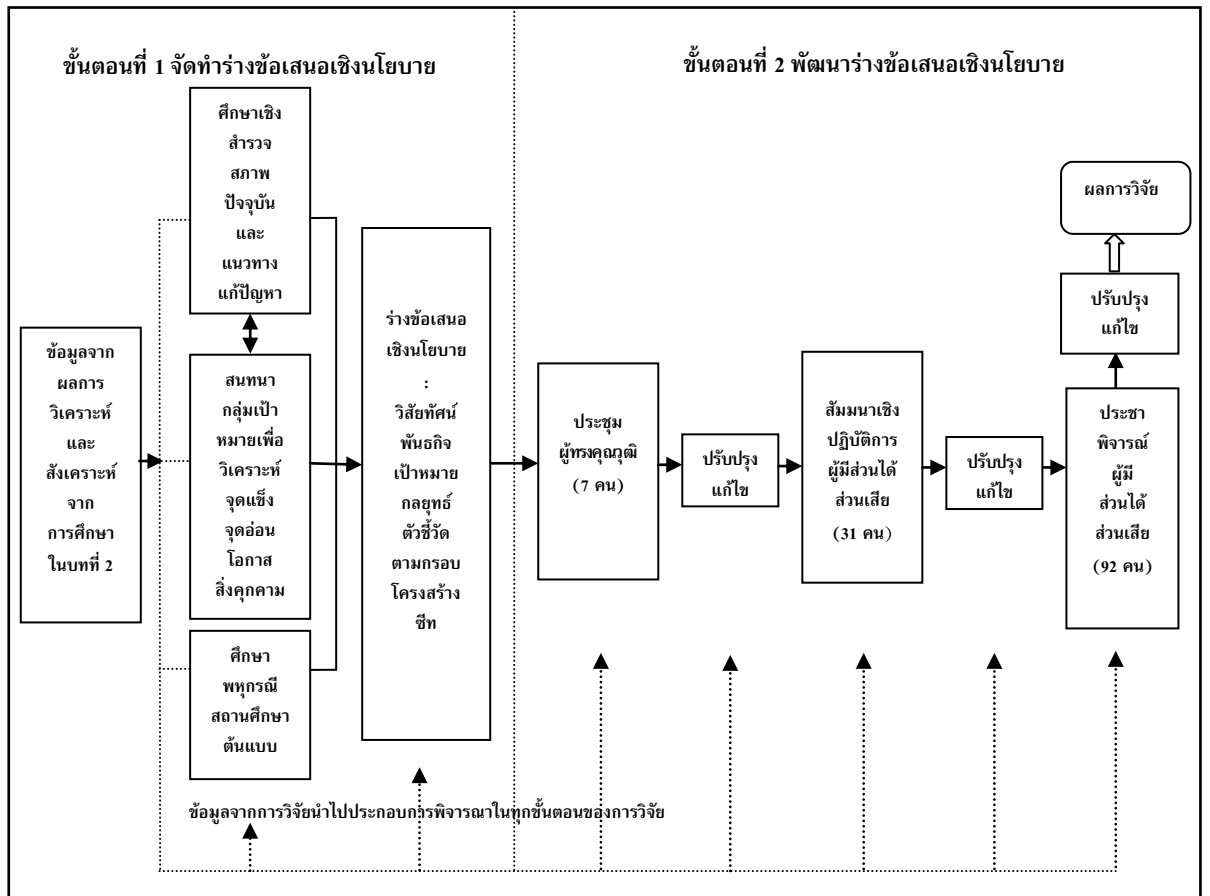 ขั้นตอนที่ 1 จัดทำร่างข้อเสนอเชิงนโยบาย
ขั้นตอนที่ 2 พัฒนาร่างข้อเสนอเชิงนโยบาย
ข้อมูลจาก
ผลการ
วิเคราะห์
และ
สังเคราะห์
จาก
การศึกษา
ในบทที่ 2
ศึกษาเชิง
สำรวจ
สภาพ
ปัจจุบัน
และ
แนวทาง
แก้ปัญหา
สนทนา
กลุ่มเป้า
หมายเพื่อ
วิเคราะห์
จุดแข็ง
จุดอ่อน
โอกาส
สิ่งคุกคาม
ศึกษา
พหุกรณี
สถานศึกษา
ต้นแบบ
ร่างข้อเสนอ
เชิงนโยบาย
:
วิสัยทัศน์
พันธกิจ
เป้าหมาย
กลยุทธ์
ตัวชี้วัด
ตามกรอบ
โครงสร้าง
ซีท
ประชุม
ผู้ทรงคุณวุฒิ
(7 คน)
ปรับปรุง
แก้ไข
สัมมนาเชิง
ปฏิบัติการ
ผู้มีส่วนได้
ส่วนเสีย
(31 คน)
ปรับปรุง
แก้ไข
ประชา
พิจารณ์
ผู้มี
ส่วนได้
ส่วนเสีย
(92 คน)
ปรับปรุง
แก้ไข
ผลการวิจัย
ข้อมูลจากการวิจัยนำไปประกอบการพิจารณาในทุกขั้นตอนของการวิจัย